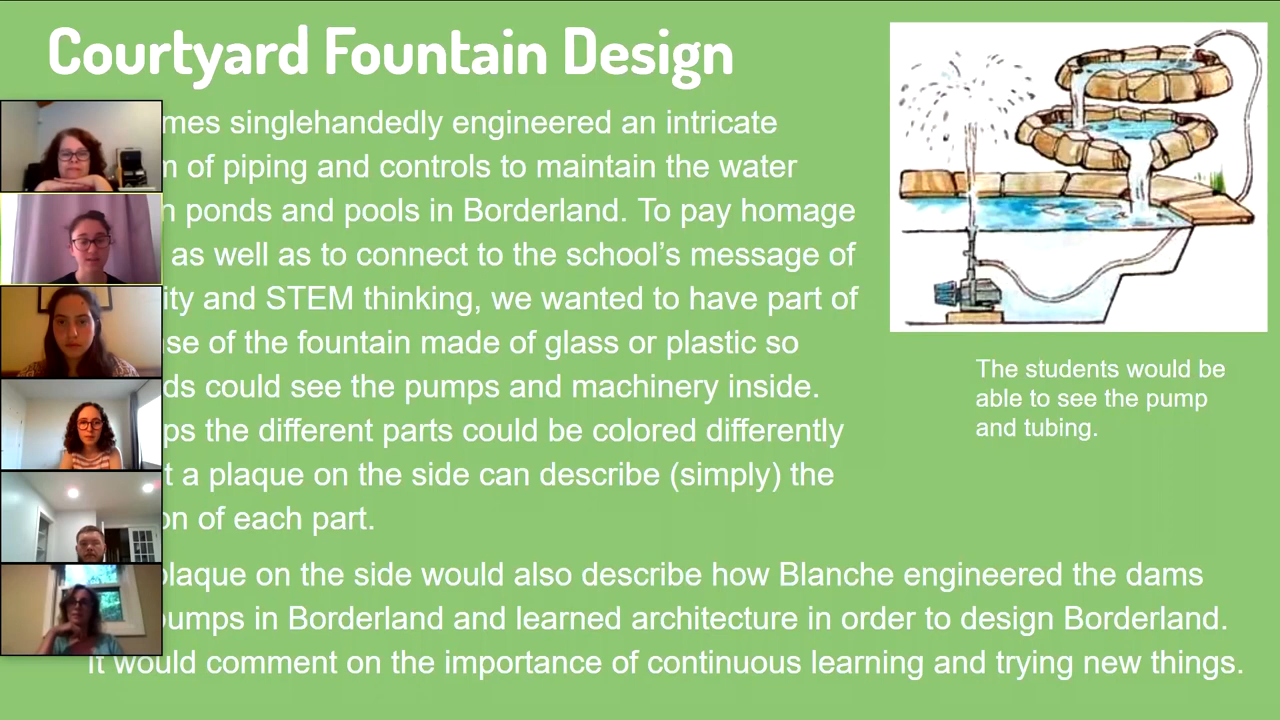 Courtyard Fountain Design
mes singlehandedly engineered an intricate
of piping and controls to maintain the water
ponds and pools in Borderland. To pay homage
as well as to connect to the school's message of
ity and STEM thinking, we wanted to have part of
se of the fountain made of glass or plastic so
ds could see the pumps and machinery inside.
ps the different parts could be colored differently
t a plaque on the side can describe (simply) the
on of each part.
plaque on the side would also describe how Blanche engineered the dams
pumps in Borderland and learned architecture in order to design Borderland.
It would comment on the importance of continuous learning and trying new things.
The students would be
able to see the pump
and tubing.